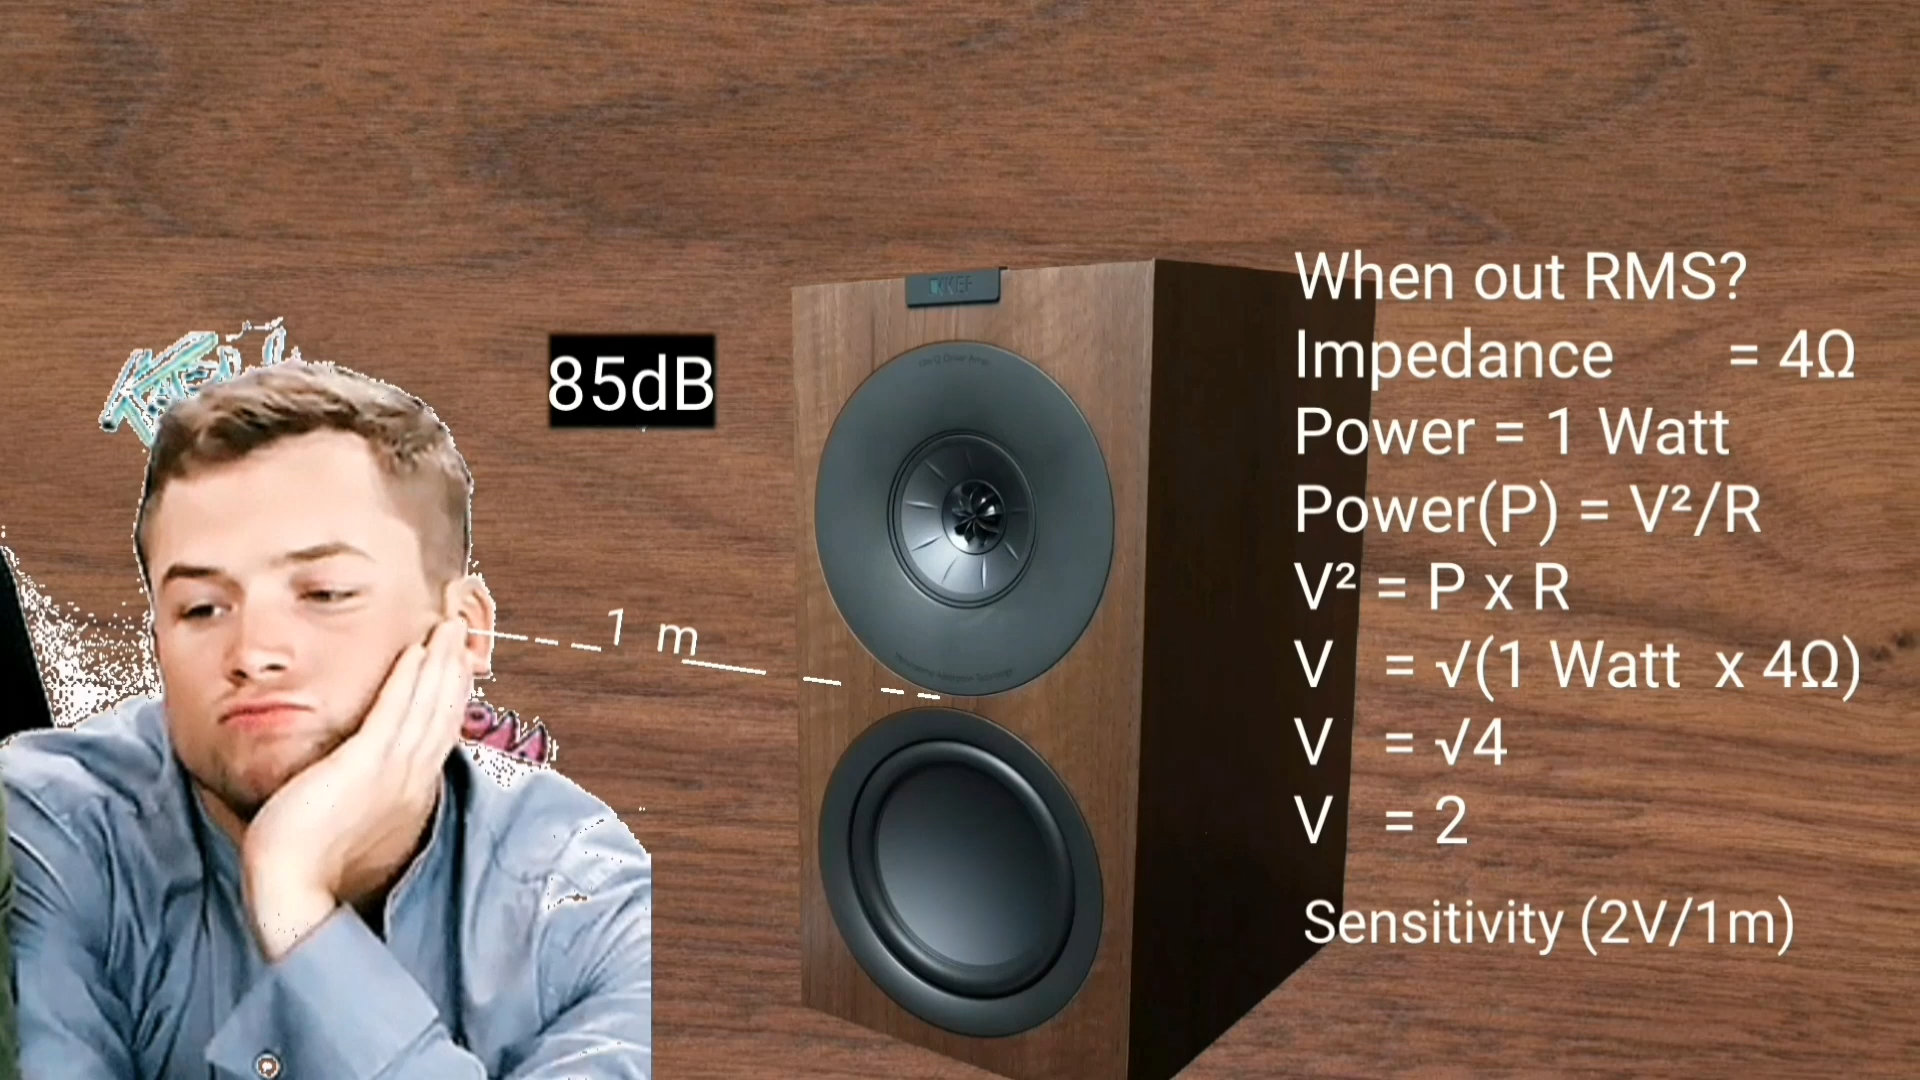 When out RMS?
Impedance = 4Ω
Power = 1 Watt
Power(P) = V²/R
V² = P x R
V = √(1 Watt x 4Ω)
V = √4
V = 2
Sensitivity (2V/1m)
85dB
1 m
KEF